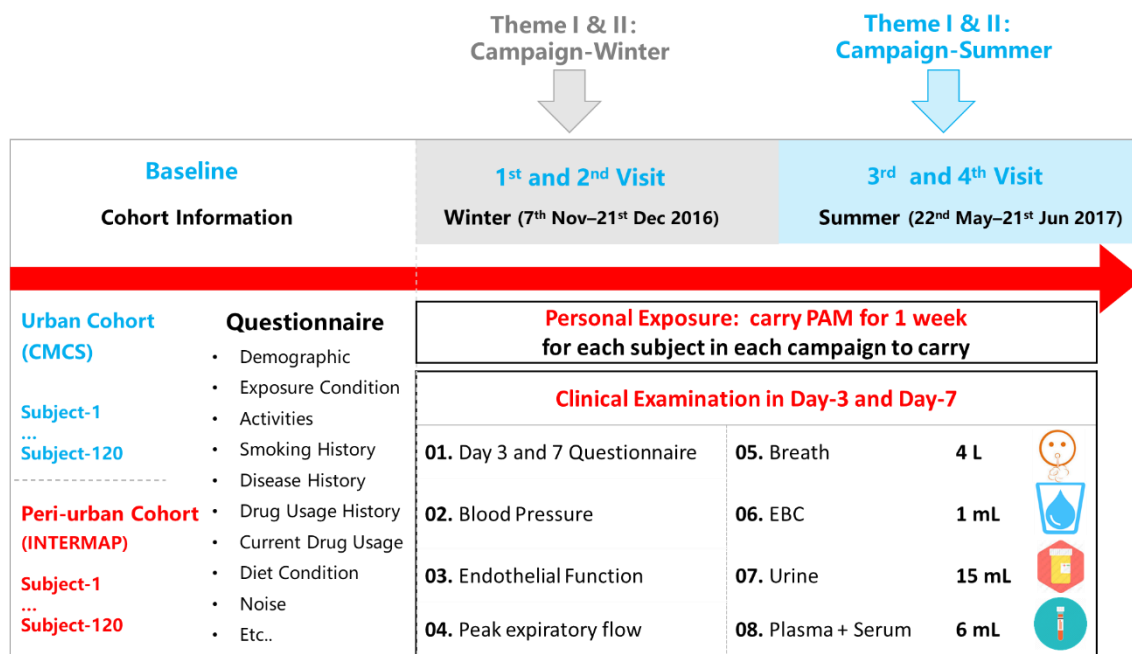 Theme I & II:
Campaign-Winter
Theme I & II:
Campaign-Summer
Baseline
Cohort Information
1st and 2nd Visit
Winter (7th Nov–21st Dec 2016)
3rd and 4th Visit
Summer (22nd May–21st Jun 2017)
Urban Cohort
(CMCS)
Subject-1
...
Subject-120
Peri-urban Cohort
(INTERMAP)
Subject-1
...
Subject-120
Questionnaire
• Demographic
• Exposure Condition
• Activities
• Smoking History
• Disease History
• Drug Usage History
• Current Drug Usage
• Diet Condition
• Noise
• Etc..
Personal Exposure: carry PAM for 1 week
for each subject in each campaign to carry
Clinical Examination in Day-3 and Day-7
01. Day 3 and 7 Questionnaire
02. Blood Pressure
03. Endothelial Function
04. Peak expiratory flow
05. Breath 4 L
06. EBC 1 mL
07. Urine 15 mL
08. Plasma + Serum 6 mL